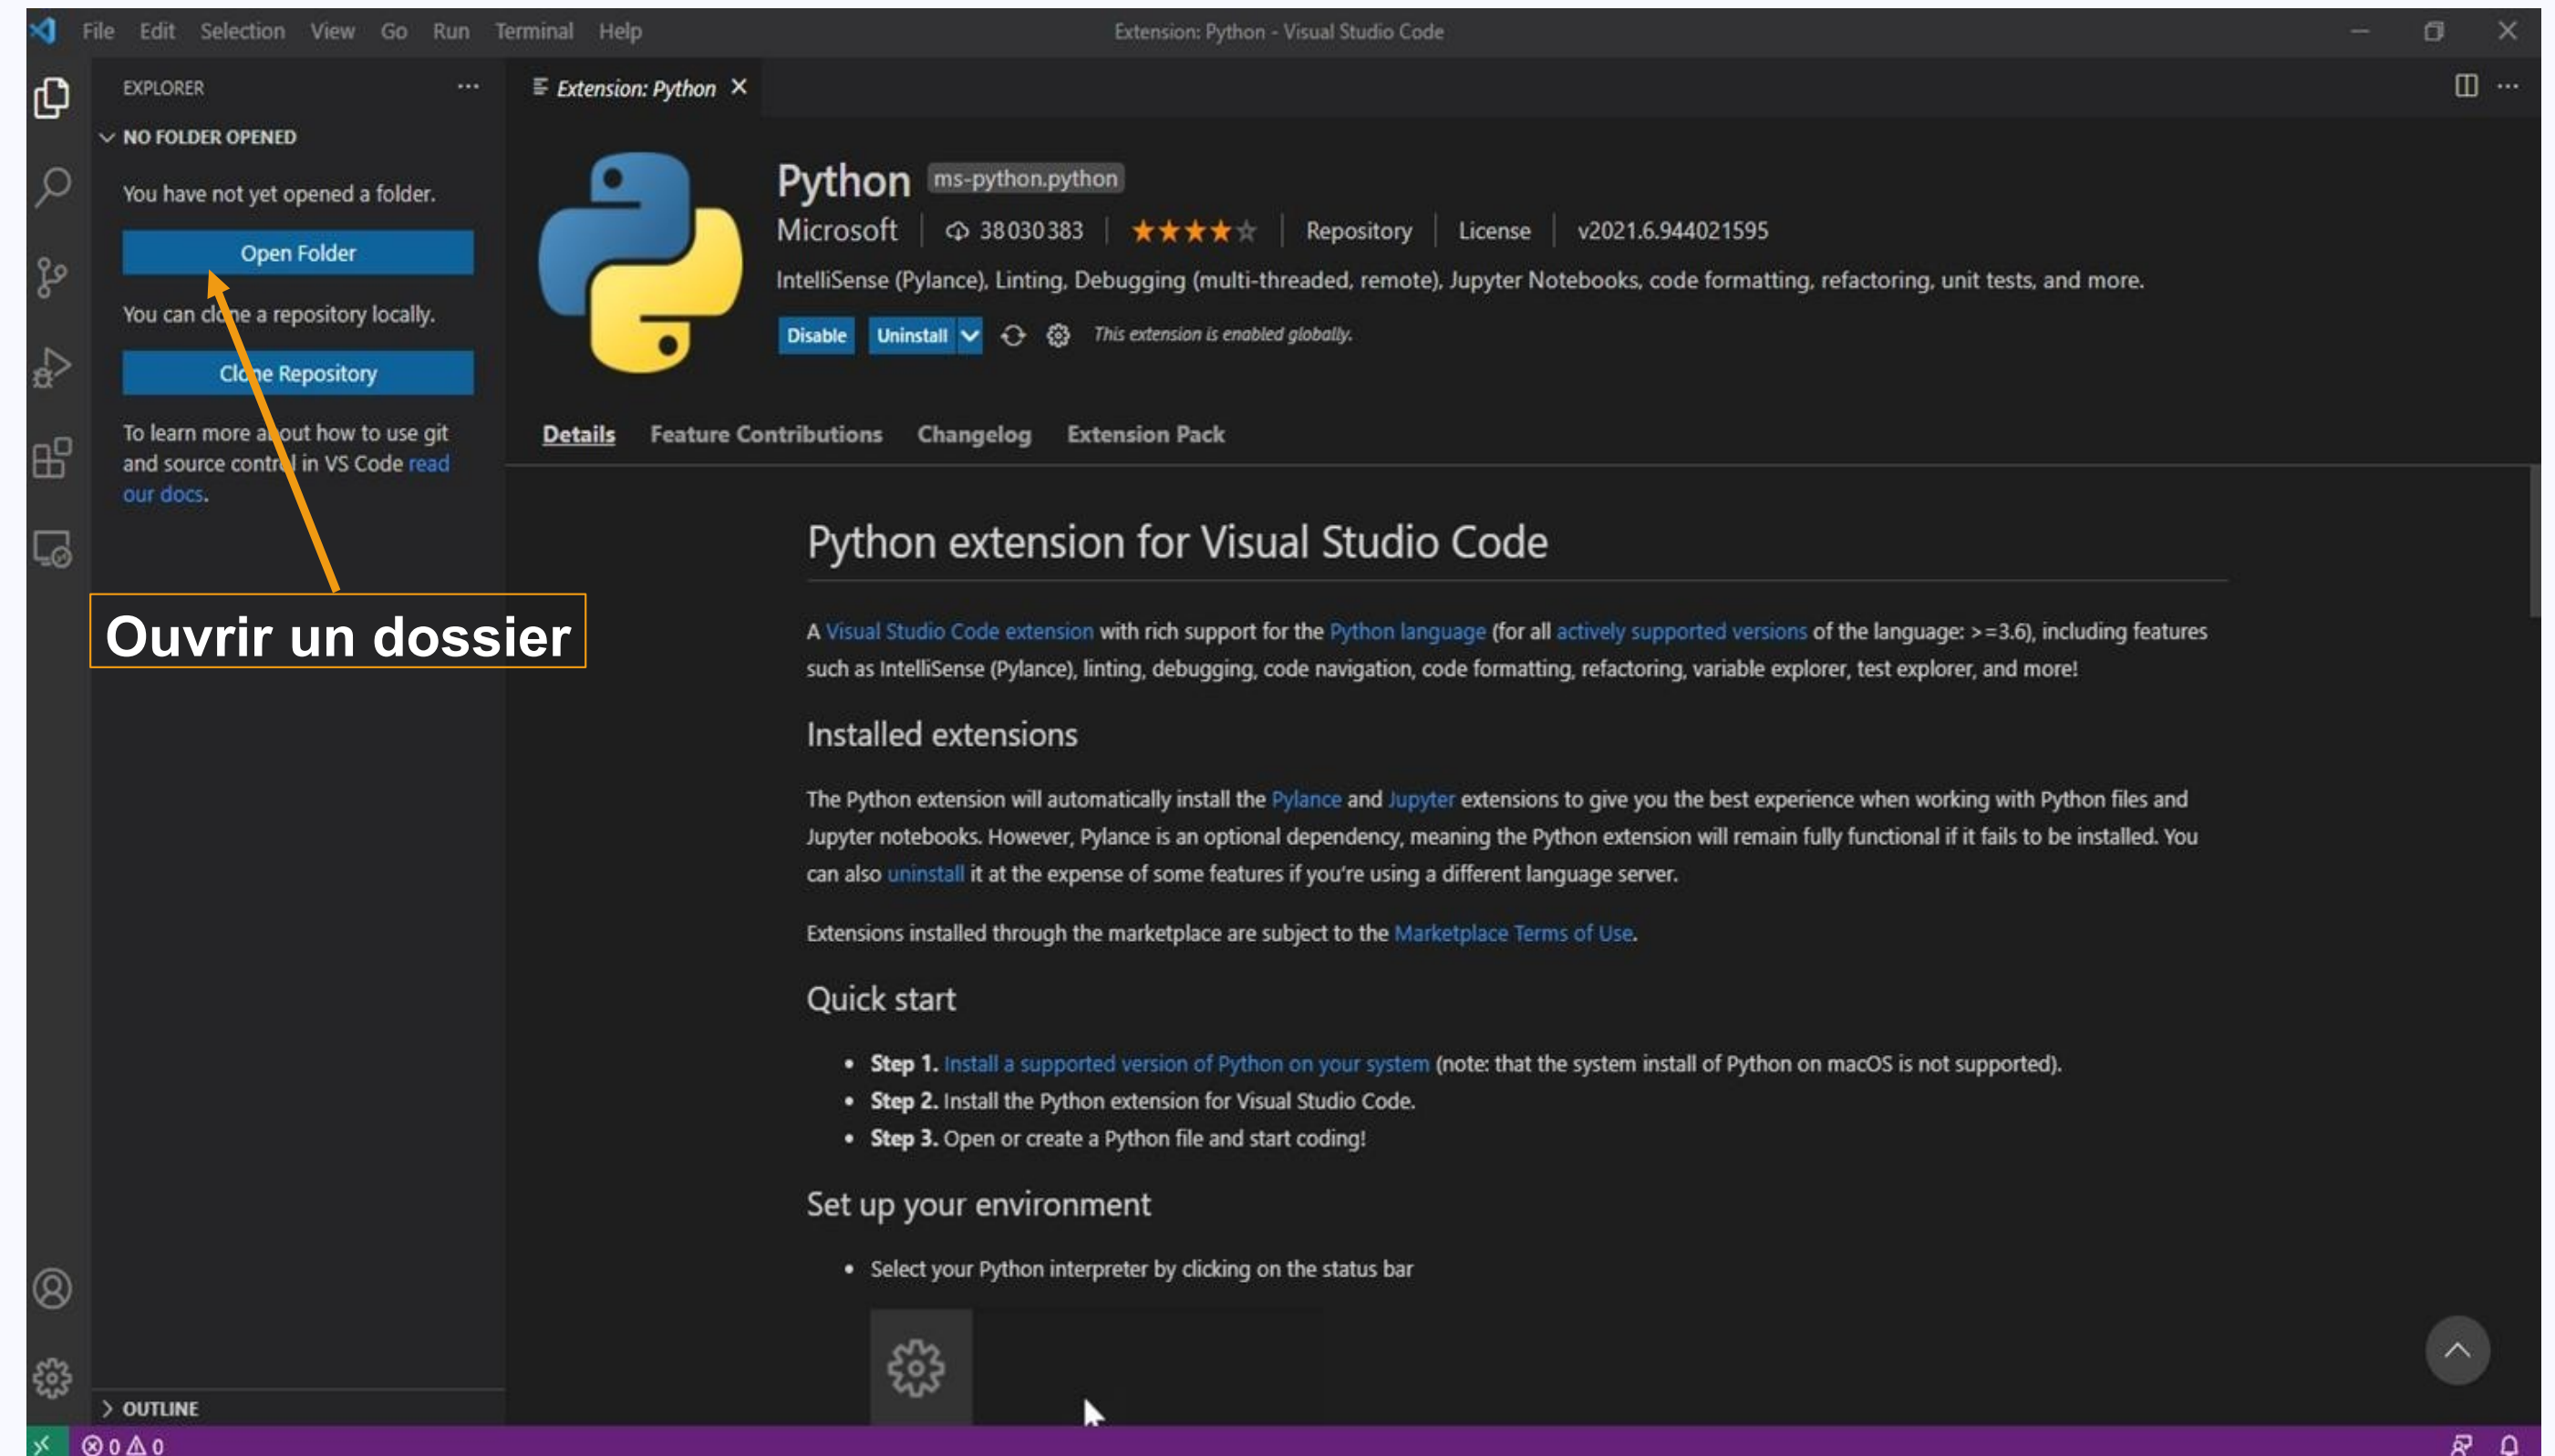 File Edit Selection View Go Run Terminal Help
Extension: Python - Visual Studio Code
EXPLORER
Extension: Python
NO FOLDER OPENED
You have not yet opened a folder.
Open Folder
You can clone a repository locally.
Clone Repository
To learn more about how to use git
and source control in VS Code read
our docs.
Ouvrir un dossier
OUTLINE
Python ms-python.python
Microsoft 38 030 383 Repository License v2021.6.944021595
IntelliSense (Pylance), Linting, Debugging (multi-threaded, remote), Jupyter Notebooks, code formatting, refactoring, unit tests, and more.
Disable Uninstall This extension is enabled globally.
Details Feature Contributions Changelog Extension Pack
Python extension for Visual Studio Code
A Visual Studio Code extension with rich support for the Python language (for all actively supported versions of the language: >=3.6), including features
such as IntelliSense (Pylance), linting, debugging, code navigation, code formatting, refactoring, variable explorer, test explorer, and more!
Installed extensions
The Python extension will automatically install the Pylance and Jupyter extensions to give you the best experience when working with Python files and
Jupyter notebooks. However, Pylance is an optional dependency, meaning the Python extension will remain fully functional if it fails to be installed. You
can also uninstall it at the expense of some features if you're using a different language server.
Extensions installed through the marketplace are subject to the Marketplace Terms of Use.
Quick start
• Step 1. Install a supported version of Python on your system (note: that the system install of Python on macOS is not supported).
• Step 2. Install the Python extension for Visual Studio Code.
• Step 3. Open or create a Python file and start coding!
Set up your environment
• Select your Python interpreter by clicking on the status bar
0 0